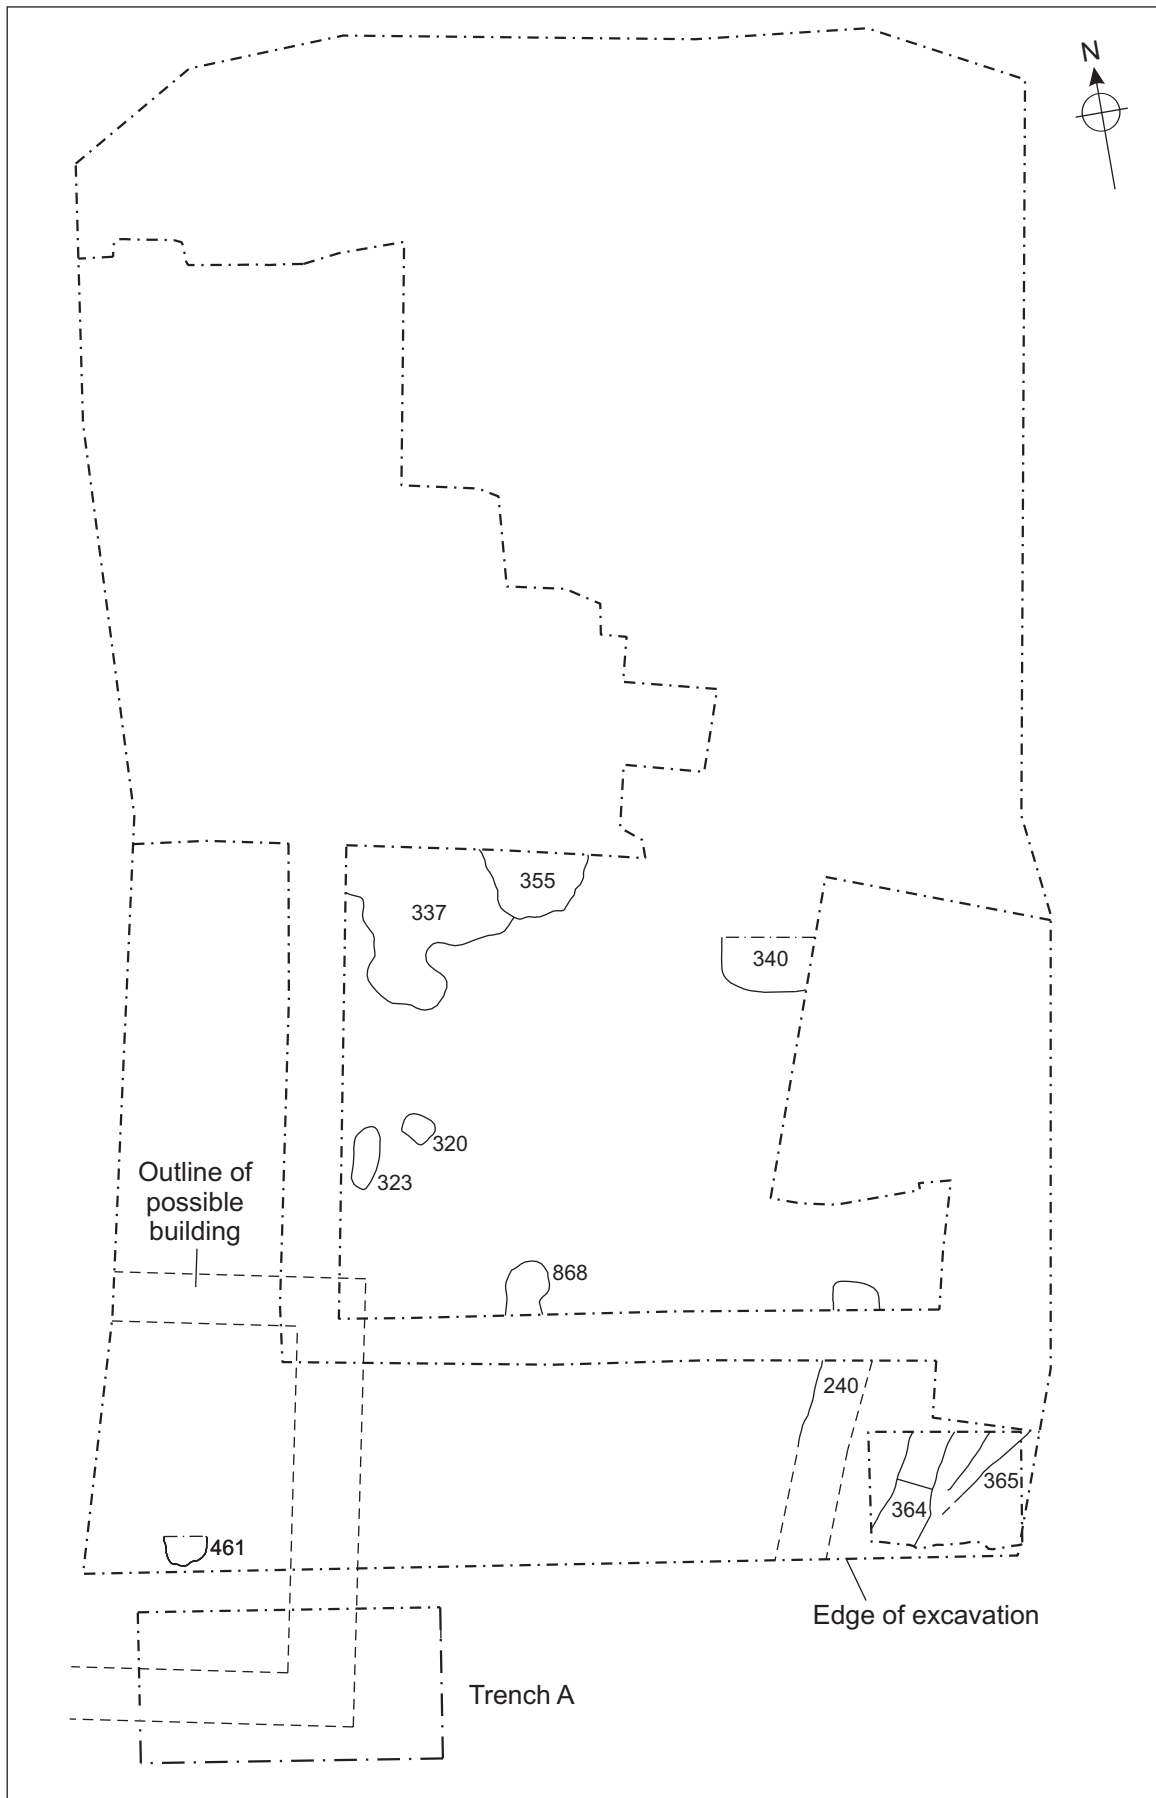 N
355
337
340
320
323
Outline of
possible
building
868
240
365
364
461
Edge of excavation
Trench A